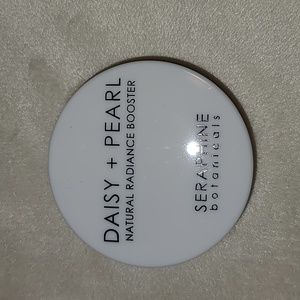 DAISY + PEARL
NATURAL RADIANCE BOOSTER
SERAPHINE
botanicals